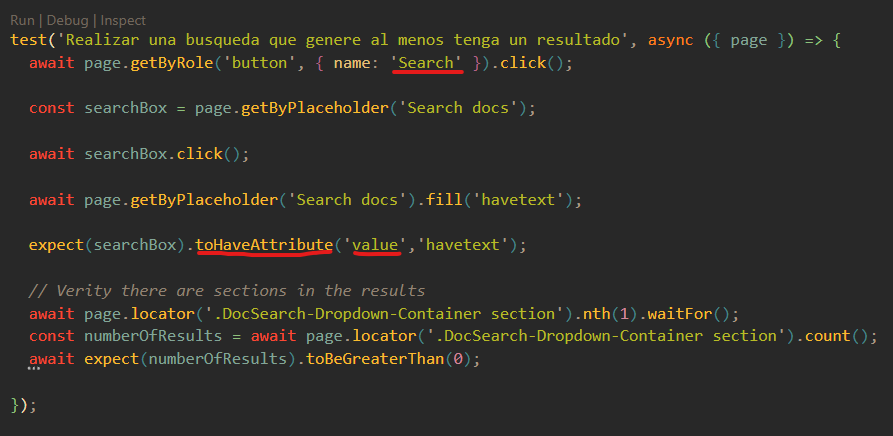 Run | Debug | Inspect
test('Realizar una busqueda que genere al menos tenga un resultado', async ({ page }) => {
  await page.getByRole('button', { name: 'Search' }).click();
  const searchBox = page.getByPlaceholder('Search docs');
  await searchBox.click();
  await page.getByPlaceholder('Search docs').fill('havetext');
  expect(searchBox).toHaveAttribute('value','havetext');
  // Verity there are sections in the results
  await page.locator('.DocSearch-Dropdown-Container section').nth(1).waitFor();
  const numberOfResults = await page.locator('.DocSearch-Dropdown-Container section').count();
  await expect(numberOfResults).toBeGreaterThan(0);
});